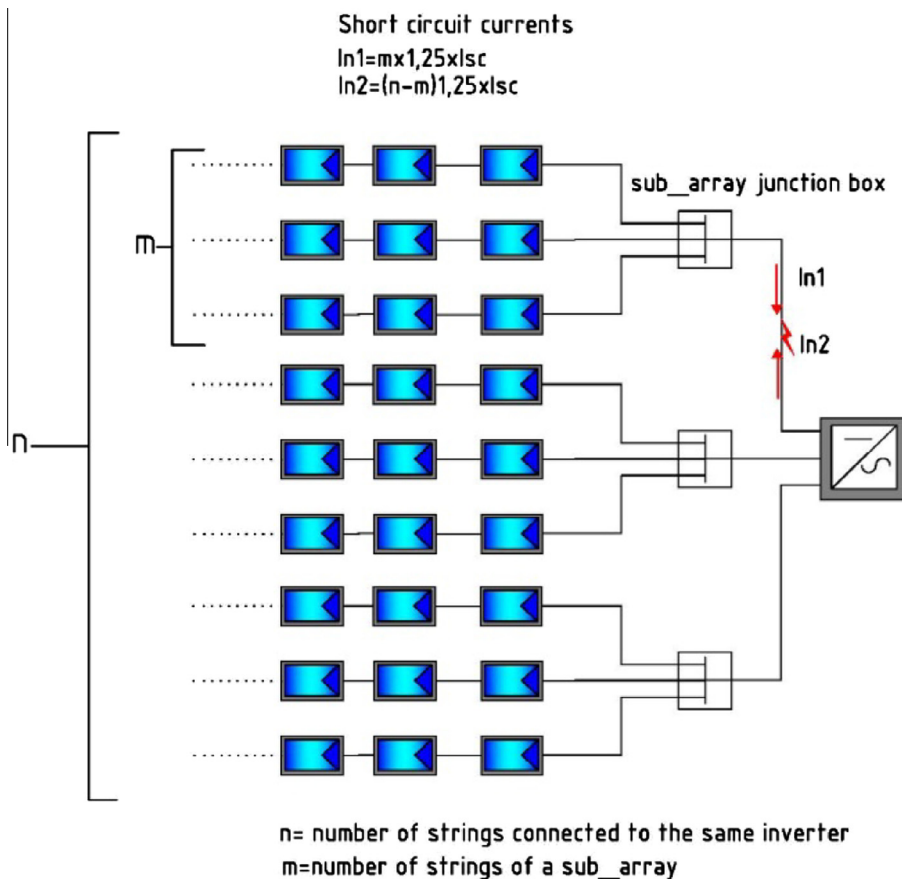 Short circuit currents
In1=mx1,25xIsc
In2=(n-m)1,25xIsc
m
sub_array junction box
In1
In2
n
n= number of strings connected to the same inverter
m=number of strings of a sub_array